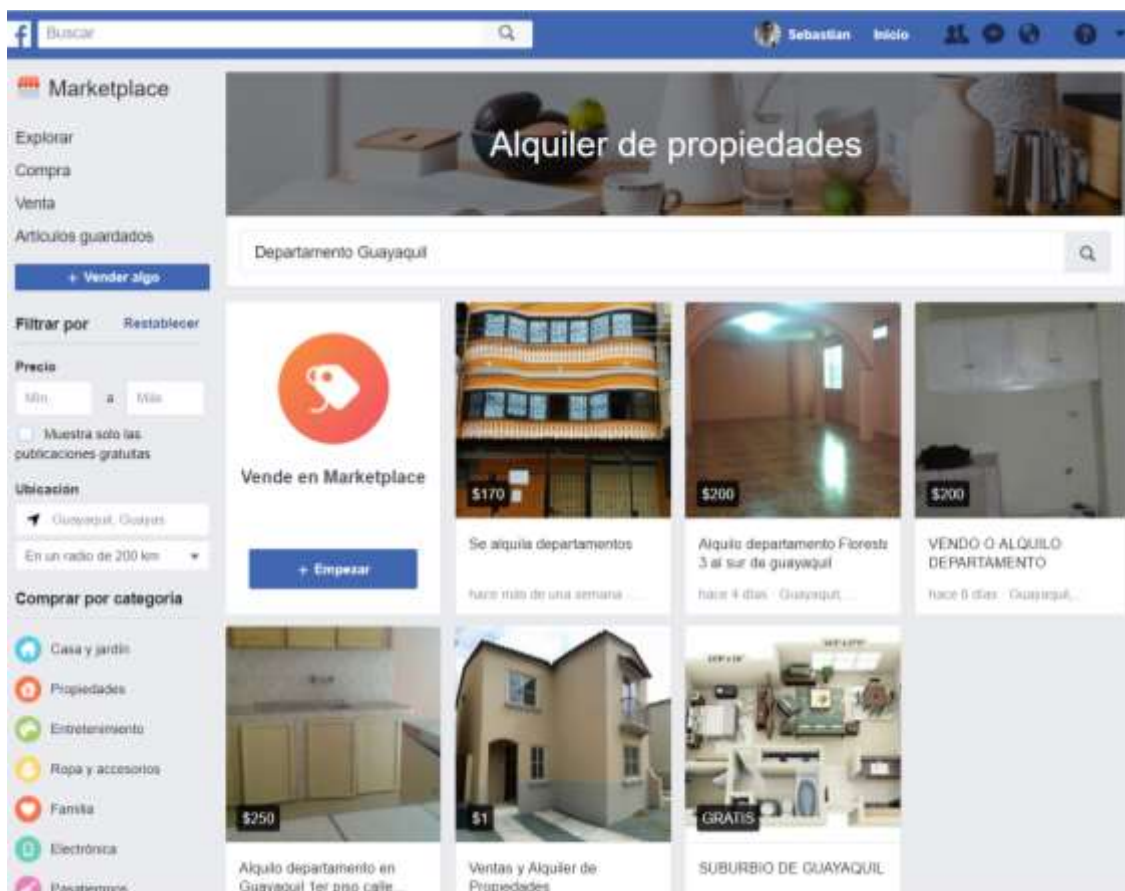 f
Buscar
Sebastian
Inicio
Marketplace
Explorar
Compra
Venta
Artículos guardados
+ Vender algo
Filtrar por
Restablecer
Precio
Mín.
a
Máx.
Muestra solo las
publicaciones gratuitas
Ubicación
Guayaquil, Guayas
En un radio de 200 km
Comprar por categoría
Casa y jardín
Propiedades
Entretenimiento
Ropa y accesorios
Familia
Electrónica
Pasatiempos
Alquiler de propiedades
Departamento Guayaquil
Vende en Marketplace
+ Empezar
$170
Se alquila departamentos
hace más de una semana ·...
$200
Alquilo departamento Floresta
3 al sur de guayaquil
hace 4 días · Guayaquil,...
$200
VENDO O ALQUILO
DEPARTAMENTO
hace 6 días · Guayaquil,...
$250
Alquilo departamento en
Guayaquil 1er piso calle...
$1
Ventas y Alquiler de
Propiedades
GRATIS
SUBURBIO DE GUAYAQUIL